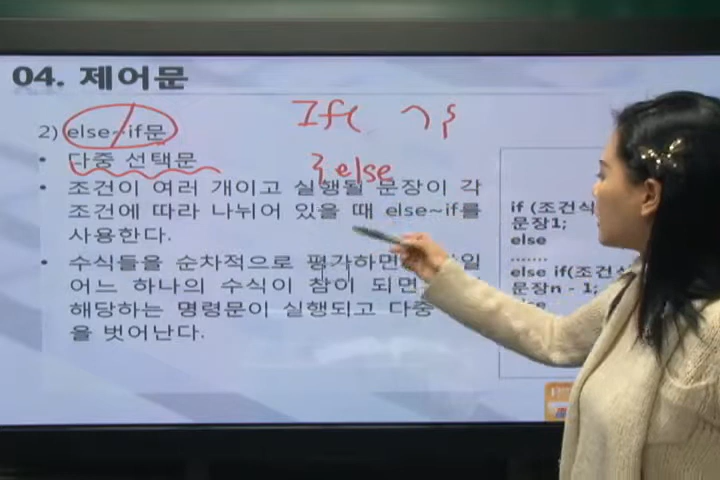 04. 제어문
2) else~if문
If( ){
} else
• 다중 선택문
• 조건이 여러 개이고 실행될 문장이 각
조건에 따라 나뉘어 있을 때 else~if를
사용한다.
• 수식들을 순차적으로 평가하면
어느 하나의 수식이 참이 되면
해당하는 명령문이 실행되고 다중
을 벗어난다.
if (조건식
문장1;
else
.......
else if(조건식
문장n - 1;
else